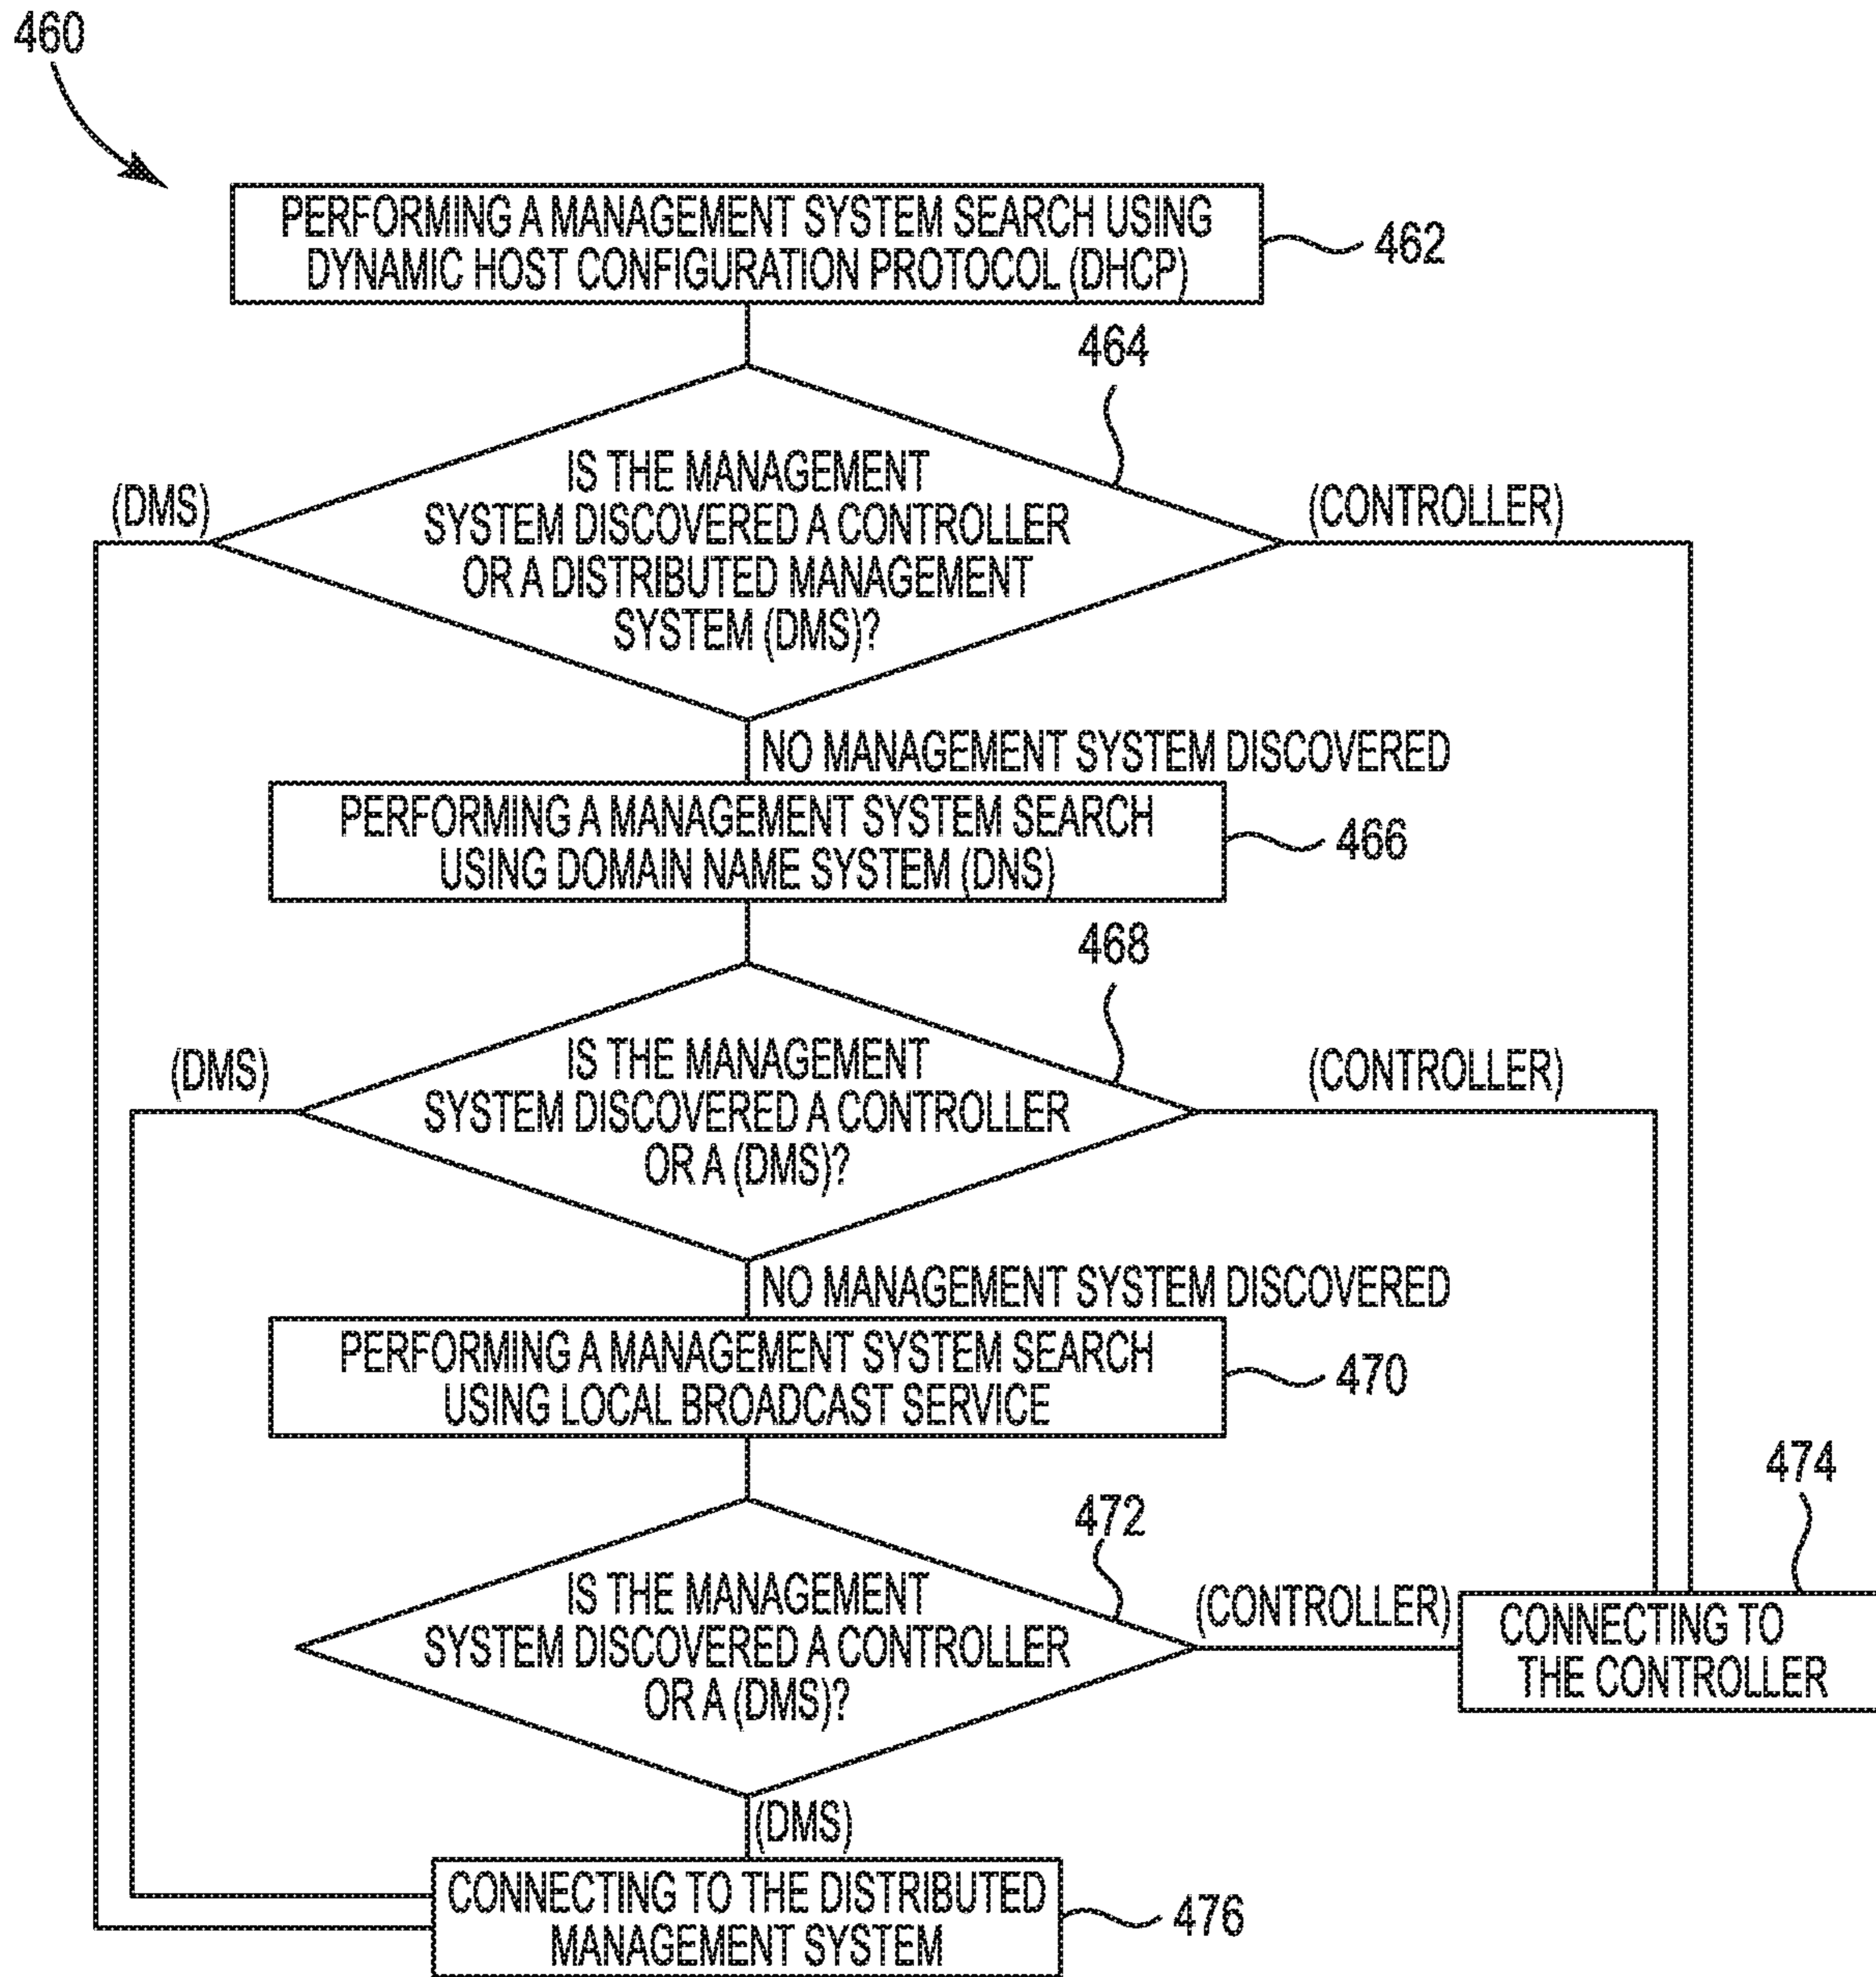 460
PERFORMING A MANAGEMENT SYSTEM SEARCH USING
DYNAMIC HOST CONFIGURATION PROTOCOL (DHCP)
462
464
IS THE MANAGEMENT
SYSTEM DISCOVERED A CONTROLLER
OR A DISTRIBUTED MANAGEMENT
SYSTEM (DMS)?
(DMS)
(CONTROLLER)
NO MANAGEMENT SYSTEM DISCOVERED
PERFORMING A MANAGEMENT SYSTEM SEARCH
USING DOMAIN NAME SYSTEM (DNS)
466
468
IS THE MANAGEMENT
SYSTEM DISCOVERED A CONTROLLER
OR A (DMS)?
(DMS)
(CONTROLLER)
NO MANAGEMENT SYSTEM DISCOVERED
PERFORMING A MANAGEMENT SYSTEM SEARCH
USING LOCAL BROADCAST SERVICE
470
472
IS THE MANAGEMENT
SYSTEM DISCOVERED A CONTROLLER
OR A (DMS)?
(CONTROLLER)
474
CONNECTING TO
THE CONTROLLER
(DMS)
CONNECTING TO THE DISTRIBUTED
MANAGEMENT SYSTEM
476